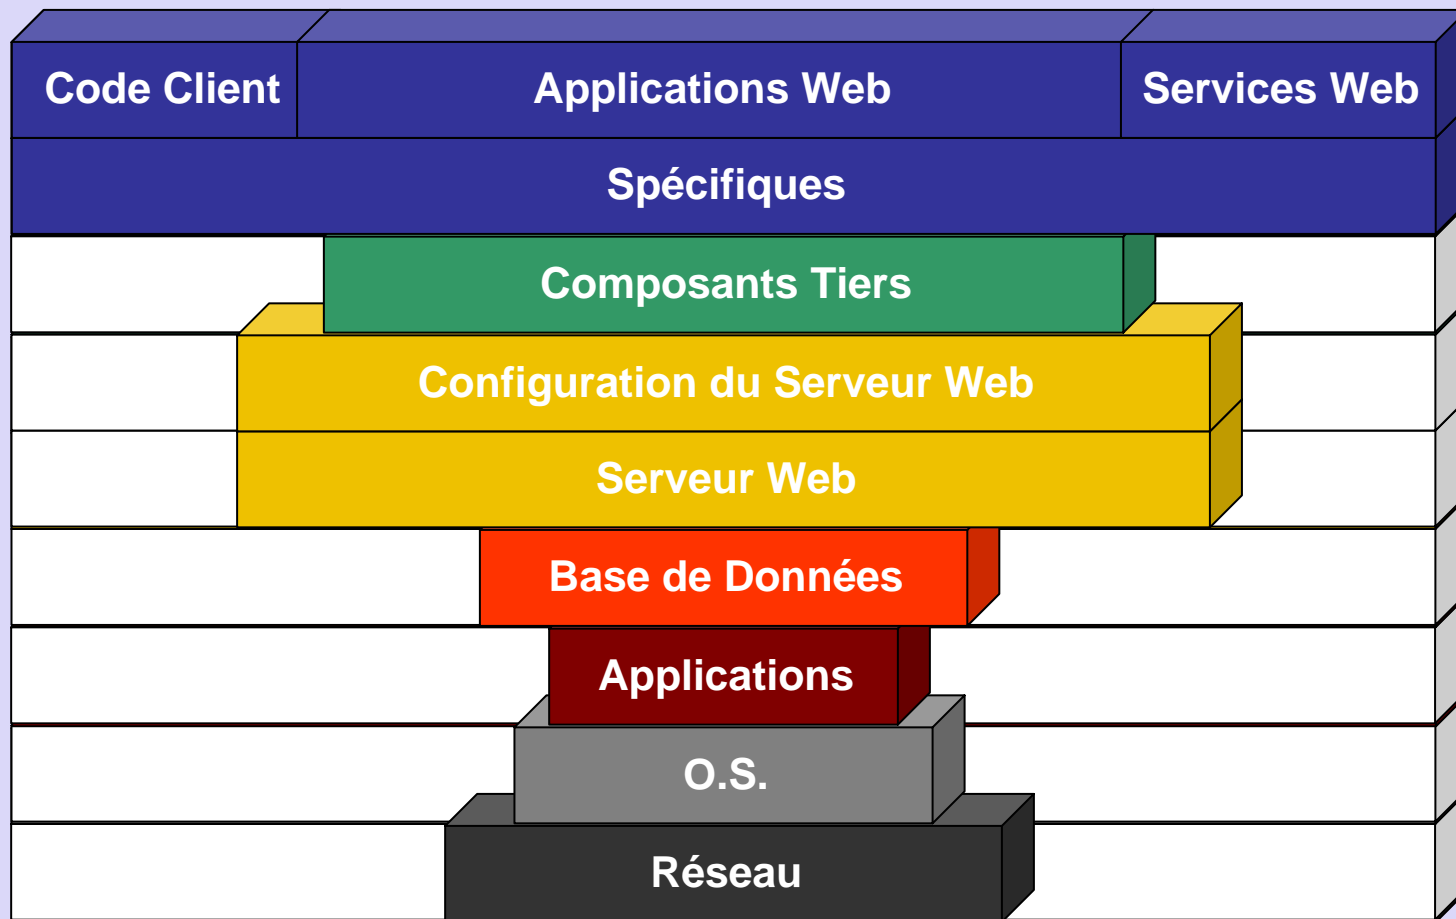 Code Client
Applications Web
Services Web
Spécifiques
Composants Tiers
Configuration du Serveur Web
Serveur Web
Base de Données
Applications
O.S.
Réseau